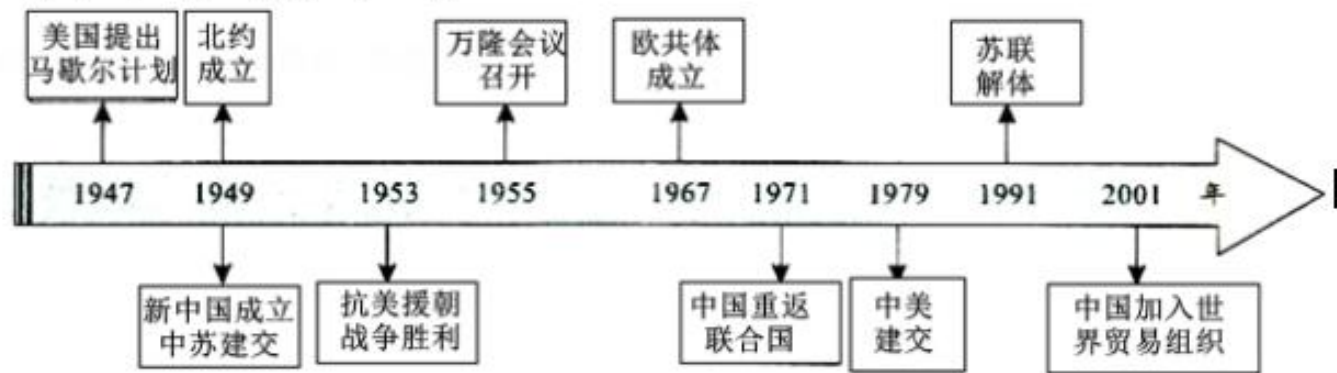 美国提出
马歇尔计划
北约
成立
万隆会议
召开
欧共体
成立
苏联
解体
1947 1949 1953 1955 1967 1971 1979 1991 2001 年
新中国成立
中苏建交
抗美援朝
战争胜利
中国重返
联合国
中美
建交
中国加入世
界贸易组织